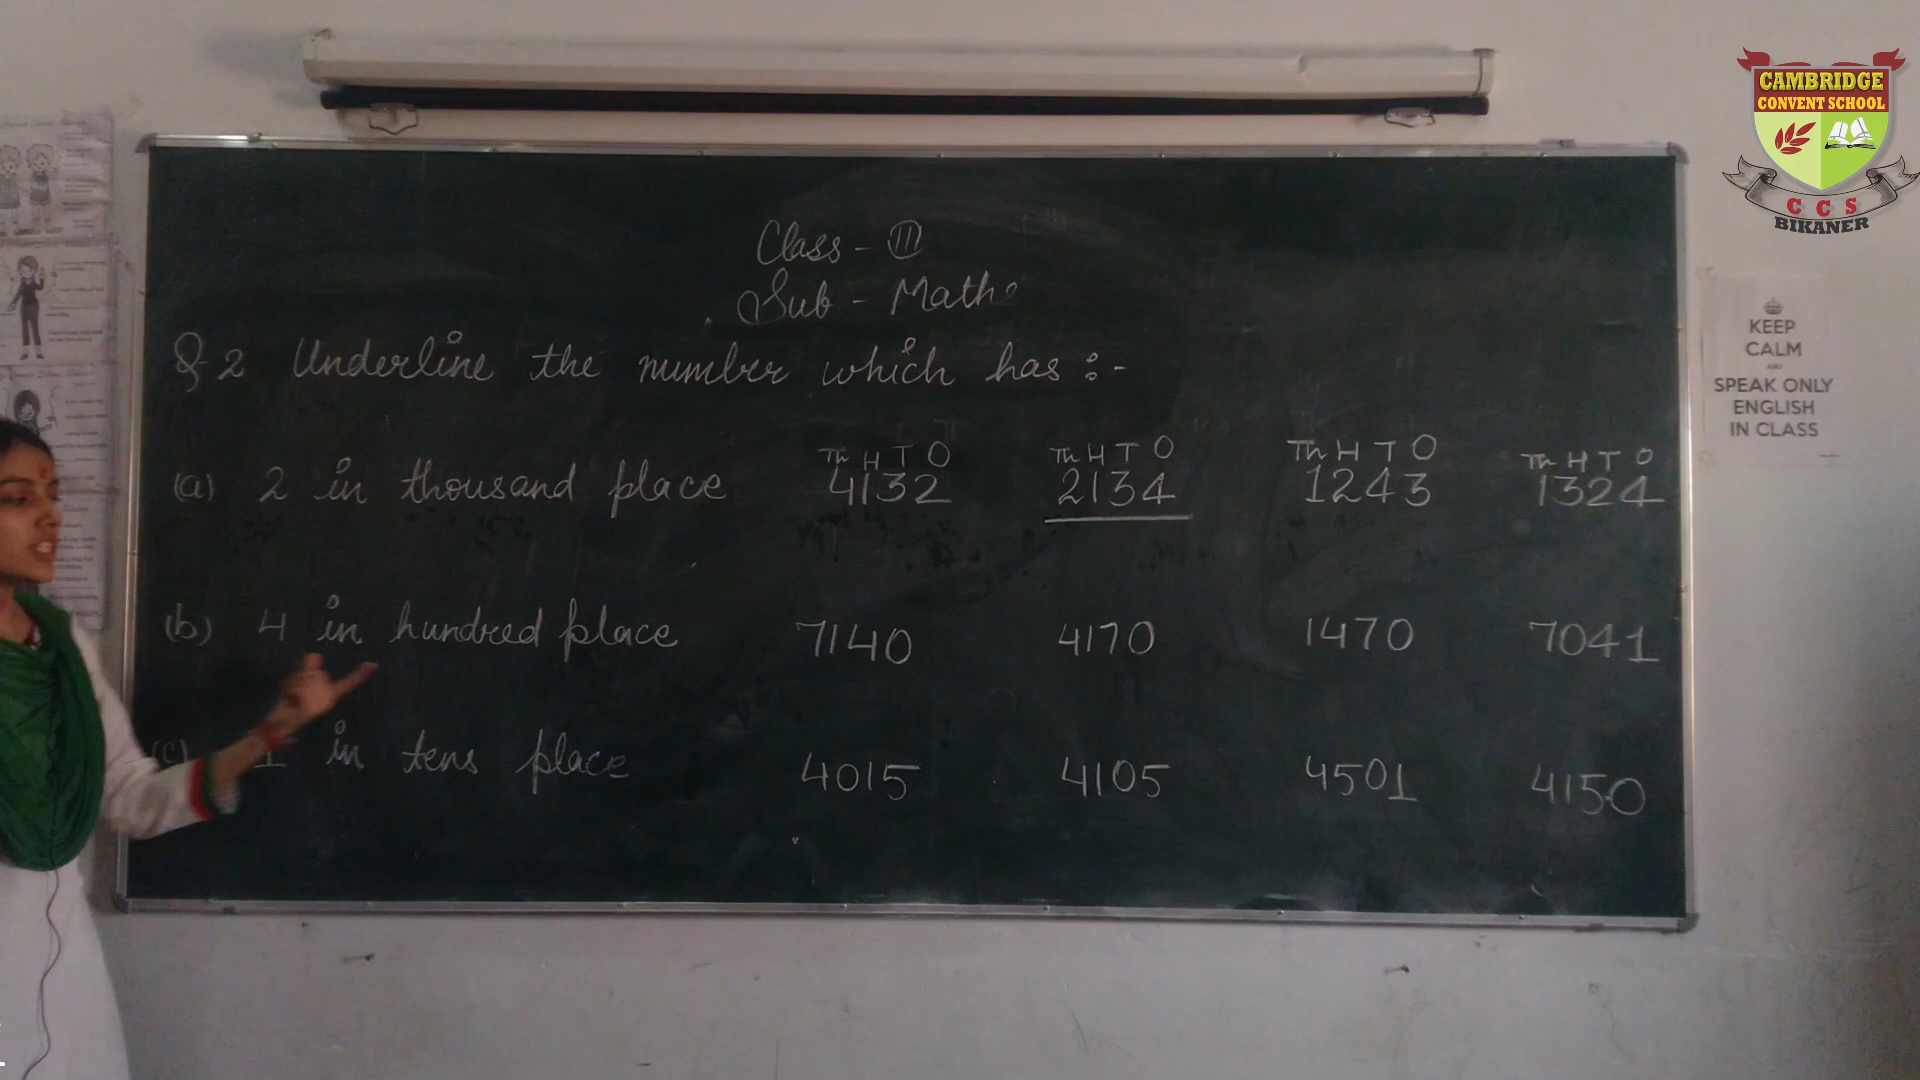 CAMBRIDGE
CONVENT SCHOOL
C C S
BIKANER
Class - III
Sub - Maths
Q.2 Underline the number which has :-
Th H T O Th H T O Th H T O Th H T O
(a) 2 in thousand place 4132 2134 1243 1324
(b) 4 in hundred place 7140 4170 1470 7041
(c) 1 in tens place 4015 4105 4501 4150
KEEP
CALM
AND
SPEAK ONLY
ENGLISH
IN CLASS